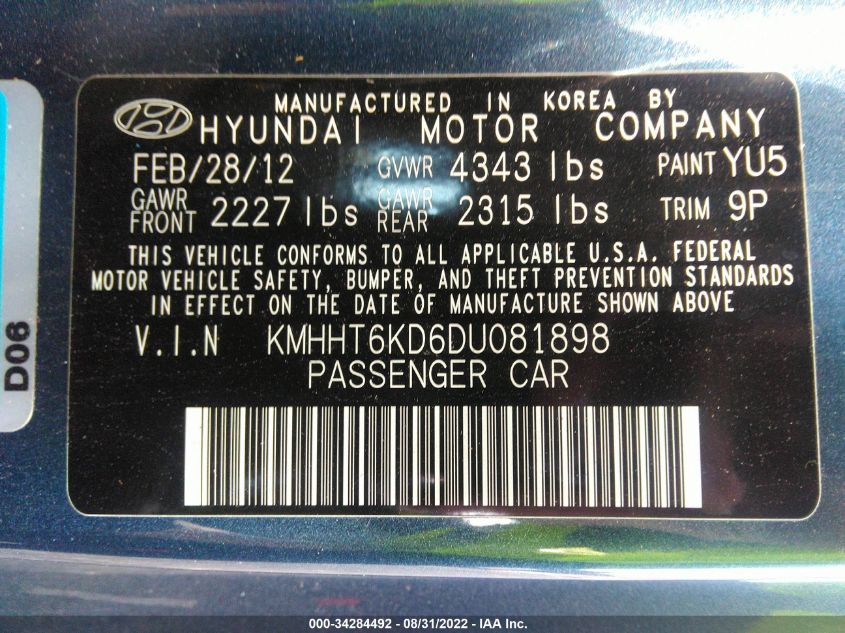 MANUFACTURED IN KOREA BY
HYUNDAI MOTOR COMPANY
FEB/28/12 GVWR 4343 lbs PAINT YU5
GAWR FRONT 2227 lbs GAWR REAR 2315 lbs TRIM 9P
THIS VEHICLE CONFORMS TO ALL APPLICABLE U.S.A. FEDERAL
MOTOR VEHICLE SAFETY, BUMPER, AND THEFT PREVENTION STANDARDS
IN EFFECT ON THE DATE OF MANUFACTURE SHOWN ABOVE
V.I.N KMHHT6KD6DU081898
PASSENGER CAR
D06
000-34284492 - 08/31/2022 - IAA Inc.